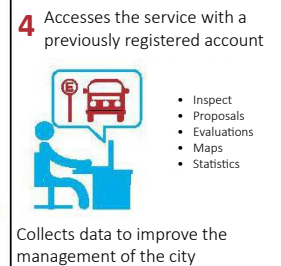 4 Accesses the service with a
previously registered account
• Inspect
• Proposals
• Evaluations
• Maps
• Statistics
Collects data to improve the
management of the city